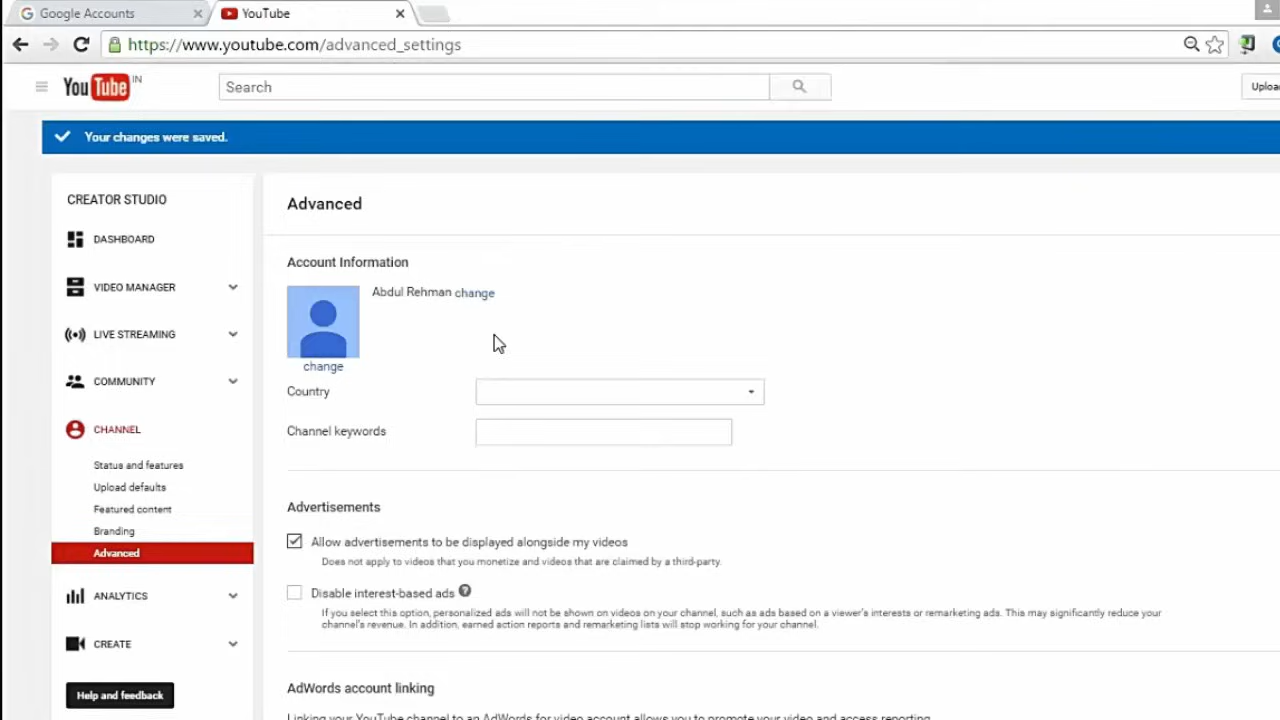 Google Accounts
YouTube
https://www.youtube.com/advanced_settings
YouTube IN
Search
Your changes were saved.
CREATOR STUDIO
DASHBOARD
VIDEO MANAGER
LIVE STREAMING
COMMUNITY
CHANNEL
Status and features
Upload defaults
Featured content
Branding
Advanced
ANALYTICS
CREATE
Help and feedback
Advanced
Account Information
Abdul Rehman change
change
Country
Channel keywords
Advertisements
Allow advertisements to be displayed alongside my videos
Does not apply to videos that you monetize and videos that are claimed by a third-party.
Disable interest-based ads
If you select this option, personalized ads will not be shown on videos on your channel, such as ads based on a viewer's interests or remarketing ads. This may significantly reduce your
channel's revenue. In addition, earned action reports and remarketing lists will stop working for your channel.
AdWords account linking
Linking your YouTube channel to an AdWords for video account allows you to promote your video and access reporting